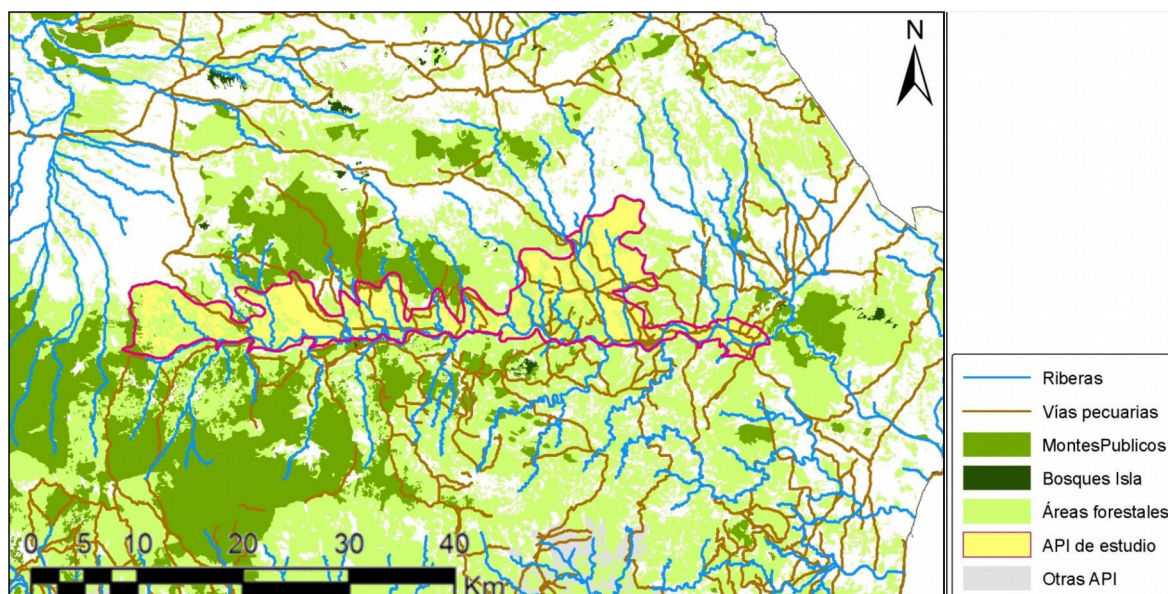 N
Riberas
Vías pecuarias
MontesPublicos
Bosques Isla
Áreas forestales
API de estudio
Otras API
0 5 10 20 30 40
Km